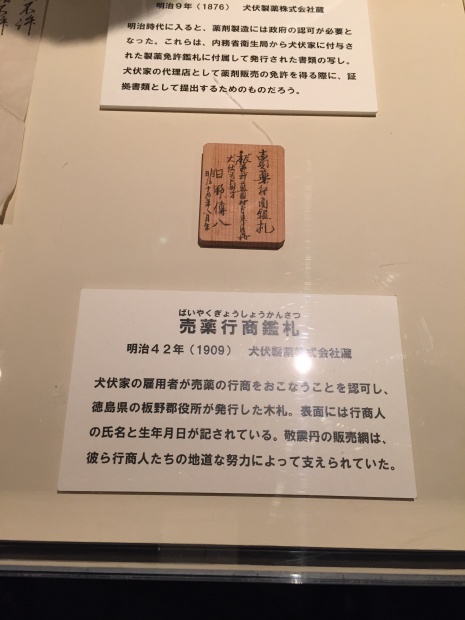 明治9年（1876） 犬伏製薬株式会社蔵
明治時代に入ると、薬剤製造には政府の認可が必要と
なった。これらは、内務省衛生局から犬伏家に付与さ
れた製薬免許鑑札に付属して発行された書類の写し。
犬伏家の代理店として薬剤販売の免許を得る際に、証
拠書類として提出するためのものだろう。
賣薬行商鑑札
ばいやくぎょうしょうかんさつ
売薬行商鑑札
明治42年（1909） 犬伏製薬株式会社蔵
犬伏家の雇用者が売薬の行商をおこなうことを認可し、
徳島県の板野郡役所が発行した木札。表面には行商人
の氏名と生年月日が記されている。敬震丹の販売網は、
彼ら行商人たちの地道な努力によって支えられていた。